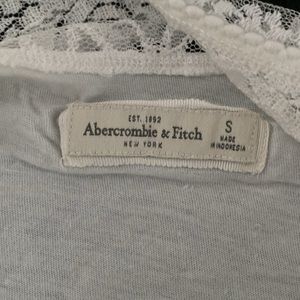 EST. 1892
Abercrombie & Fitch
NEW YORK
S
MADE
IN INDONESIA